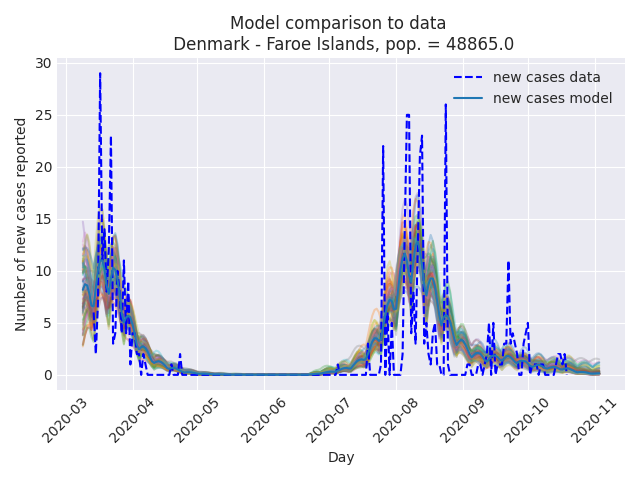 Model comparison to data
Denmark - Faroe Islands, pop. = 48865.0
new cases data
new cases model
Number of new cases reported
30
25
20
15
10
5
0
2020-03
2020-04
2020-05
2020-06
2020-07
2020-08
2020-09
2020-10
2020-11
Day